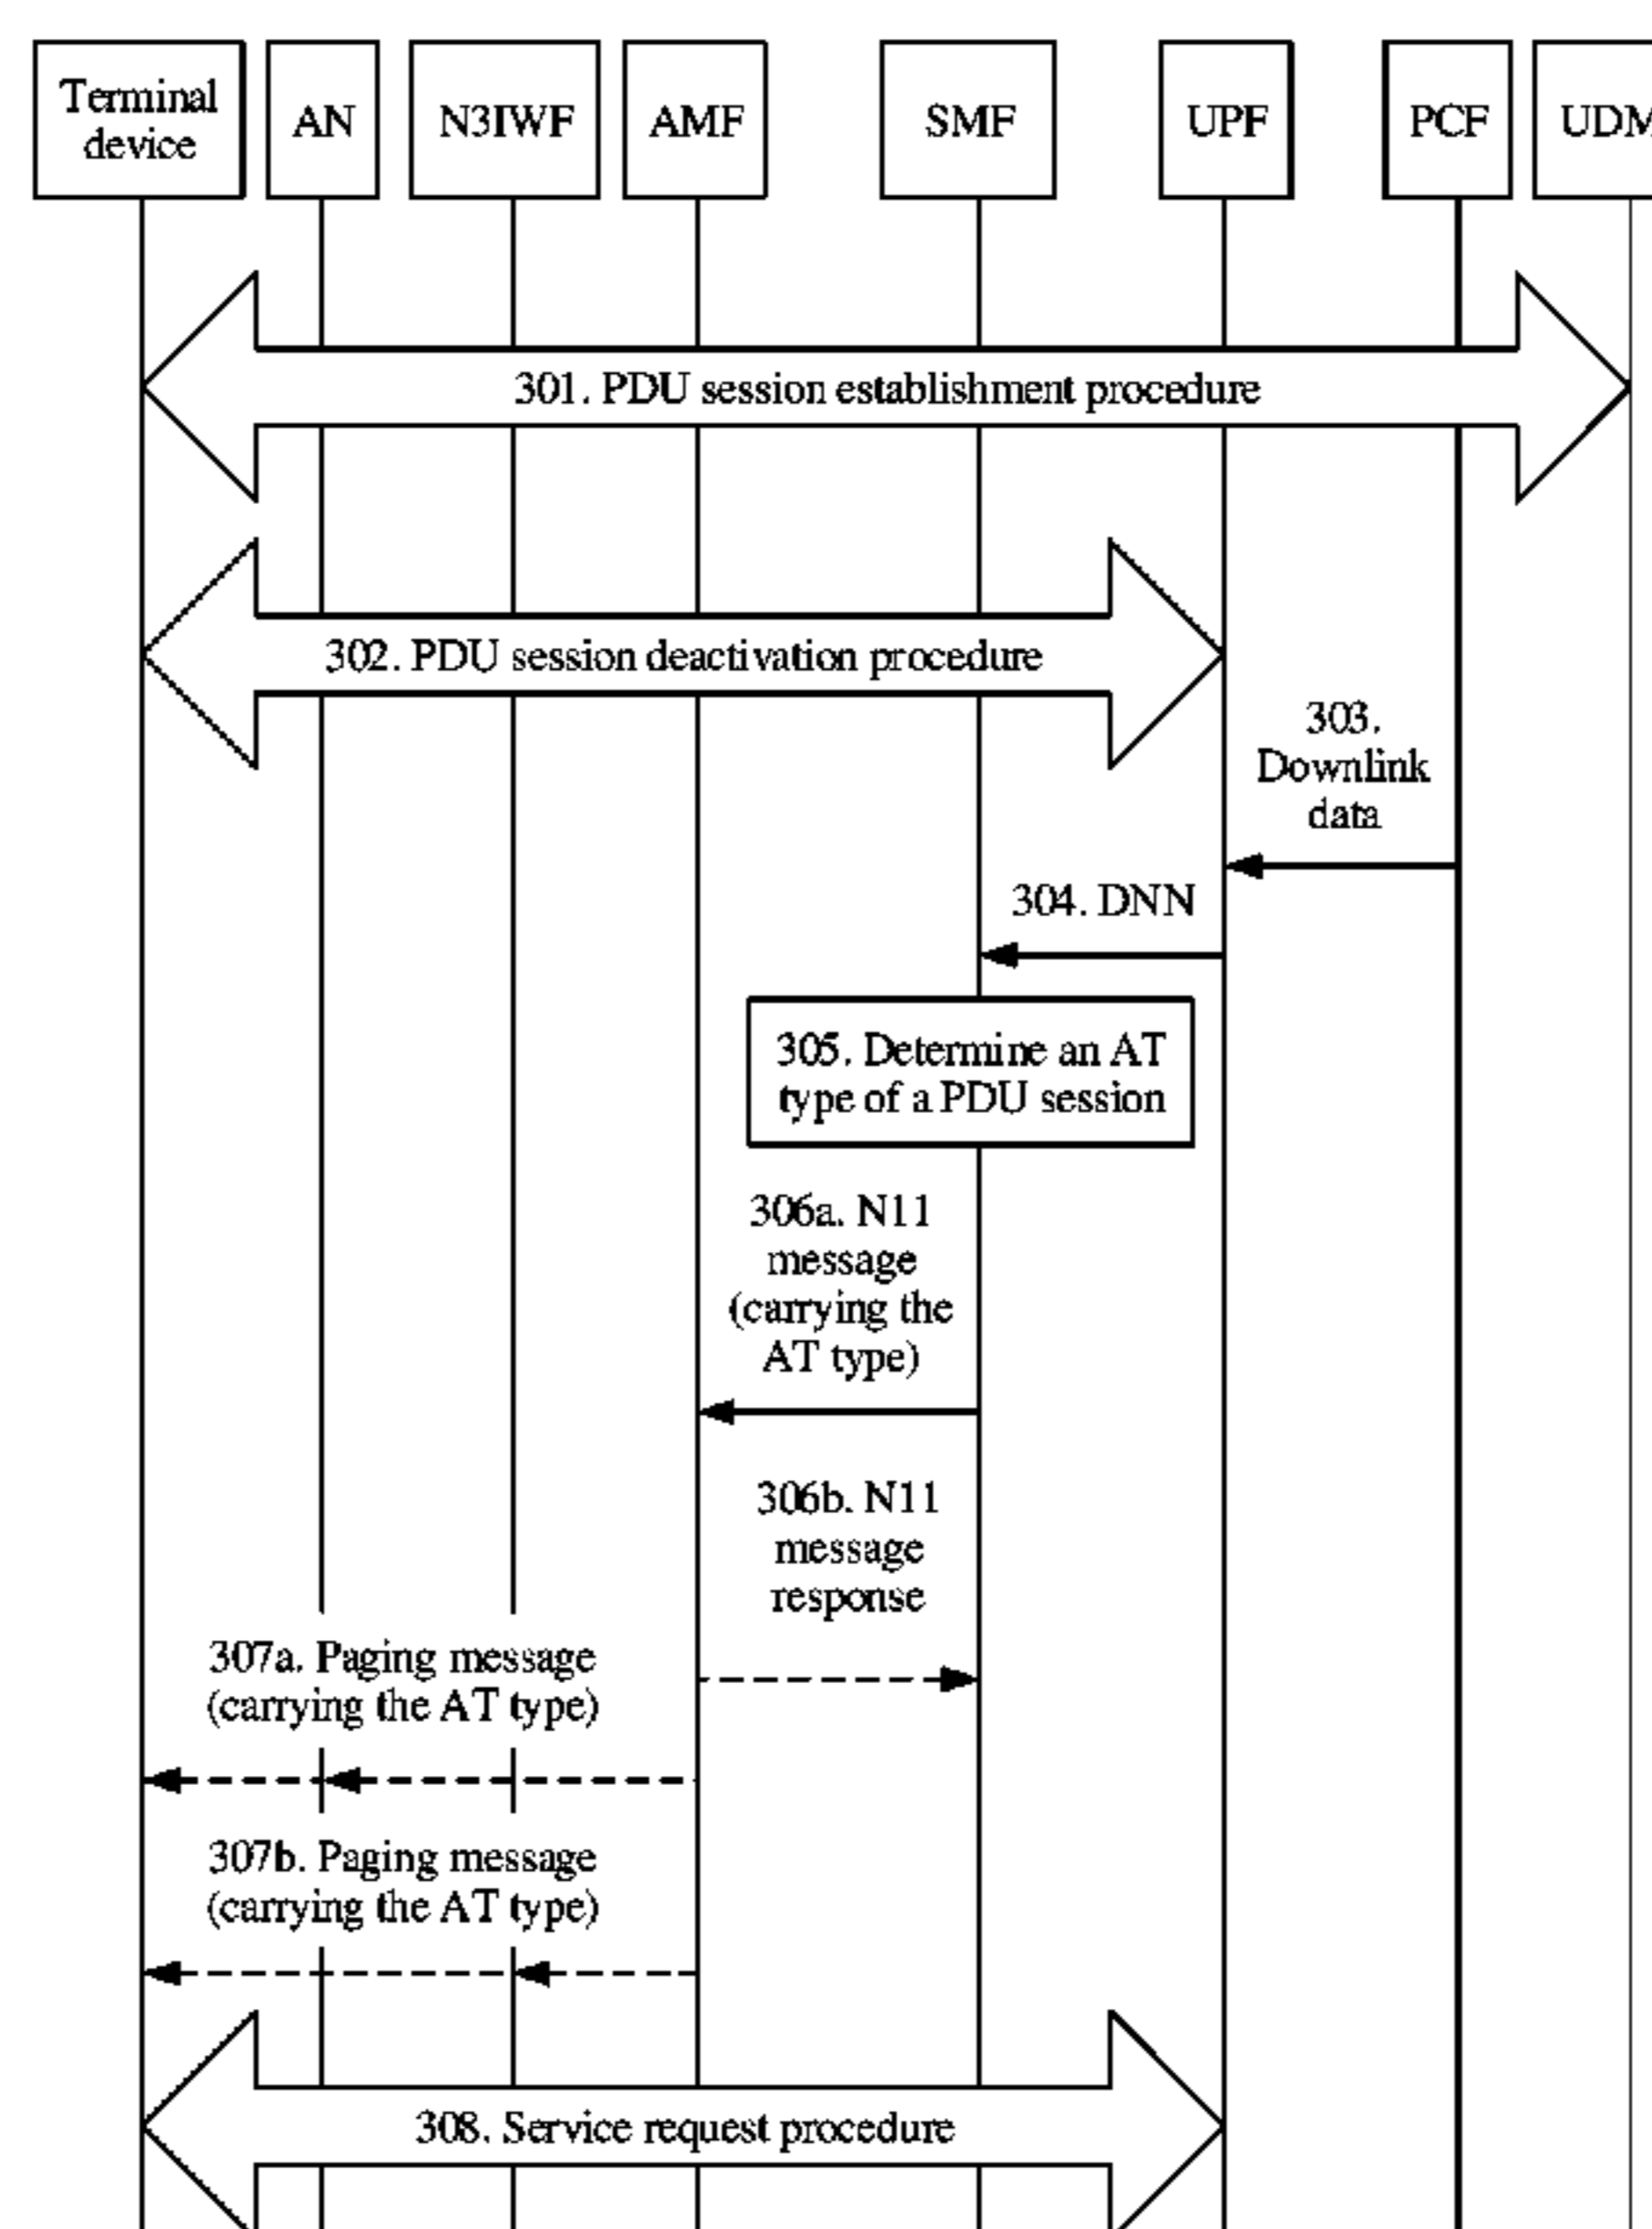 Terminal
device
AN
N3IWF
AMF
SMF
UPF
PCF
UDM
301. PDU session establishment procedure
302. PDU session deactivation procedure
303.
Downlink
data
304. DNN
305. Determine an AT
type of a PDU session
306a. N11
message
(carrying the
AT type)
306b. N11
message
response
307a. Paging message
(carrying the AT type)
307b. Paging message
(carrying the AT type)
308. Service request procedure